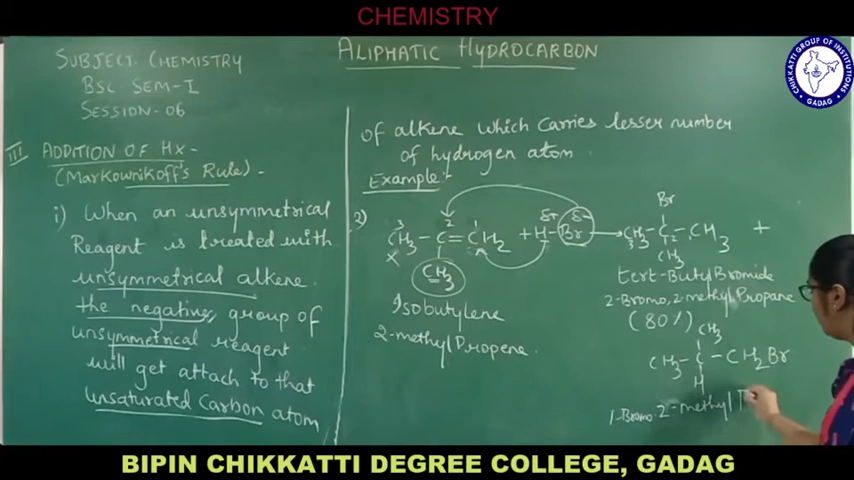 CHEMISTRY
CHIKKATTI GROUP OF INSTITUTIONS
GADAG
SUBJECT: CHEMISTRY
BSC SEM-I
SESSION-06
III ADDITION OF HX-
(Markownikoff's Rule)-
i) When an unsymmetrical
Reagent is treated with
unsymmetrical alkene.
the negative, group of
unsymmetrical reagent
will get attach to that
unsaturated Carbon atom
ALIPHATIC HYDROCARBON
of alkene which carries lesser number
of hydrogen atom
Example:-
2)
3 2 1 δ+ δ- Br
CH3 - C = CH2 + H - Br → CH3 - C - CH3 +
x 2
CH3 CH3
Isobutylene tert-Butyl Bromide
2-methyl Propene. 2-Bromo, 2-methyl Propane
(80%)
CH3
CH3 - C - CH2Br
H
1-Bromo-2-methyl P
BIPIN CHIKKATTI DEGREE COLLEGE, GADAG